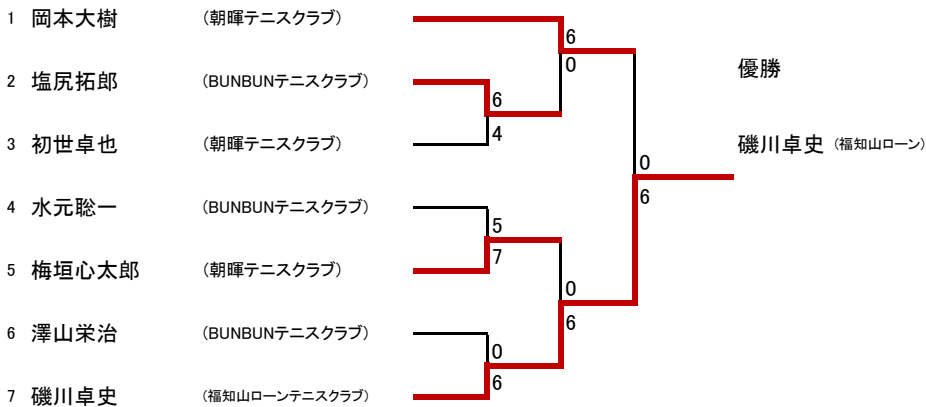 1 岡本大樹 (朝暉テニスクラブ)
6
0
優勝
2 塩尻拓郎 (BUNBUNテニスクラブ)
6
4
3 初世卓也 (朝暉テニスクラブ)
磯川卓史 (福知山ローン)
0
6
4 水元聡一 (BUNBUNテニスクラブ)
5
7
5 梅垣心太郎 (朝暉テニスクラブ)
0
6
6 澤山栄治 (BUNBUNテニスクラブ)
0
6
7 磯川卓史 (福知山ローンテニスクラブ)